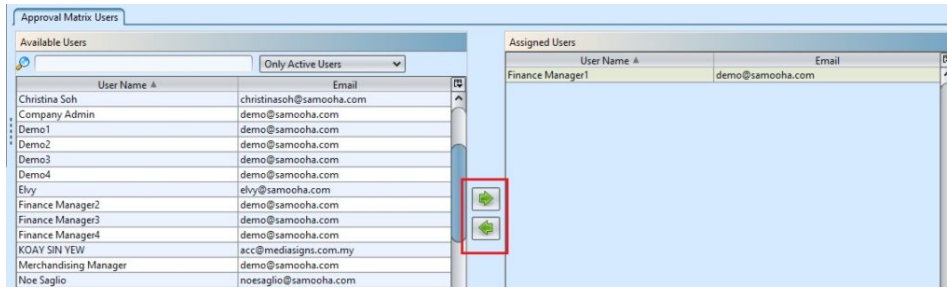 Approval Matrix Users
Available Users
Only Active Users
User Name Email
Christina Soh christinasoh@samooha.com
Company Admin demo@samooha.com
Demo1 demo@samooha.com
Demo2 demo@samooha.com
Demo3 demo@samooha.com
Demo4 demo@samooha.com
Elvy elvy@samooha.com
Finance Manager2 demo@samooha.com
Finance Manager3 demo@samooha.com
Finance Manager4 demo@samooha.com
KOAY SIN YEW acc@mediasigns.com.my
Merchandising Manager demo@samooha.com
Noe Saglio noesaglio@samooha.com
Assigned Users
User Name Email
Finance Manager1 demo@samooha.com